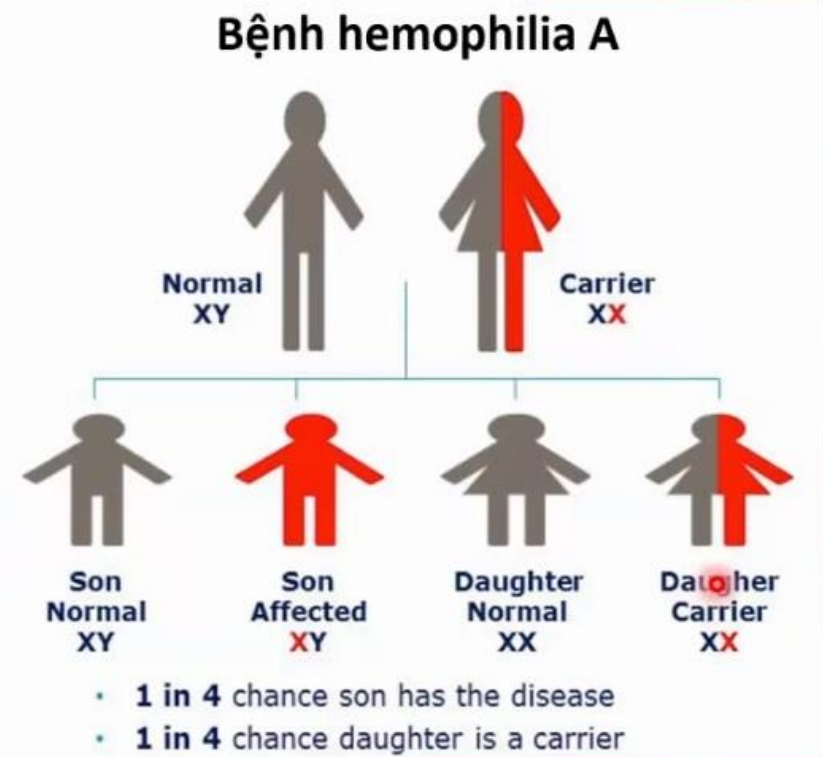 Bệnh hemophilia A
Normal
XY
Carrier
XX
Son
Normal
XY
Son
Affected
XY
Daughter
Normal
XX
Carrier
XX
• 1 in 4 chance son has the disease
• 1 in 4 chance daughter is a carrier